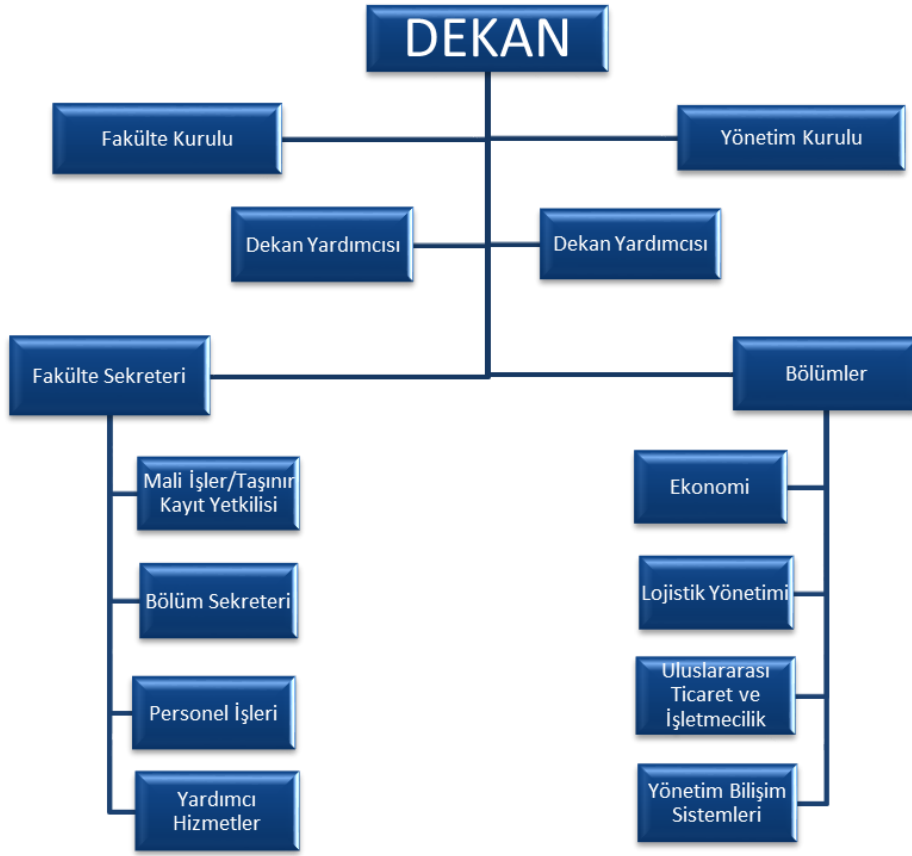 DEKAN
Fakülte Kurulu
Yönetim Kurulu
Dekan Yardımcısı
Dekan Yardımcısı
Fakülte Sekreteri
Bölümler
Mali İşler/Taşınır
Kayıt Yetkilisi
Bölüm Sekreteri
Personel İşleri
Yardımcı
Hizmetler
Ekonomi
Lojistik Yönetimi
Uluslararası
Ticaret ve
İşletmecilik
Yönetim Bilişim
Sistemleri